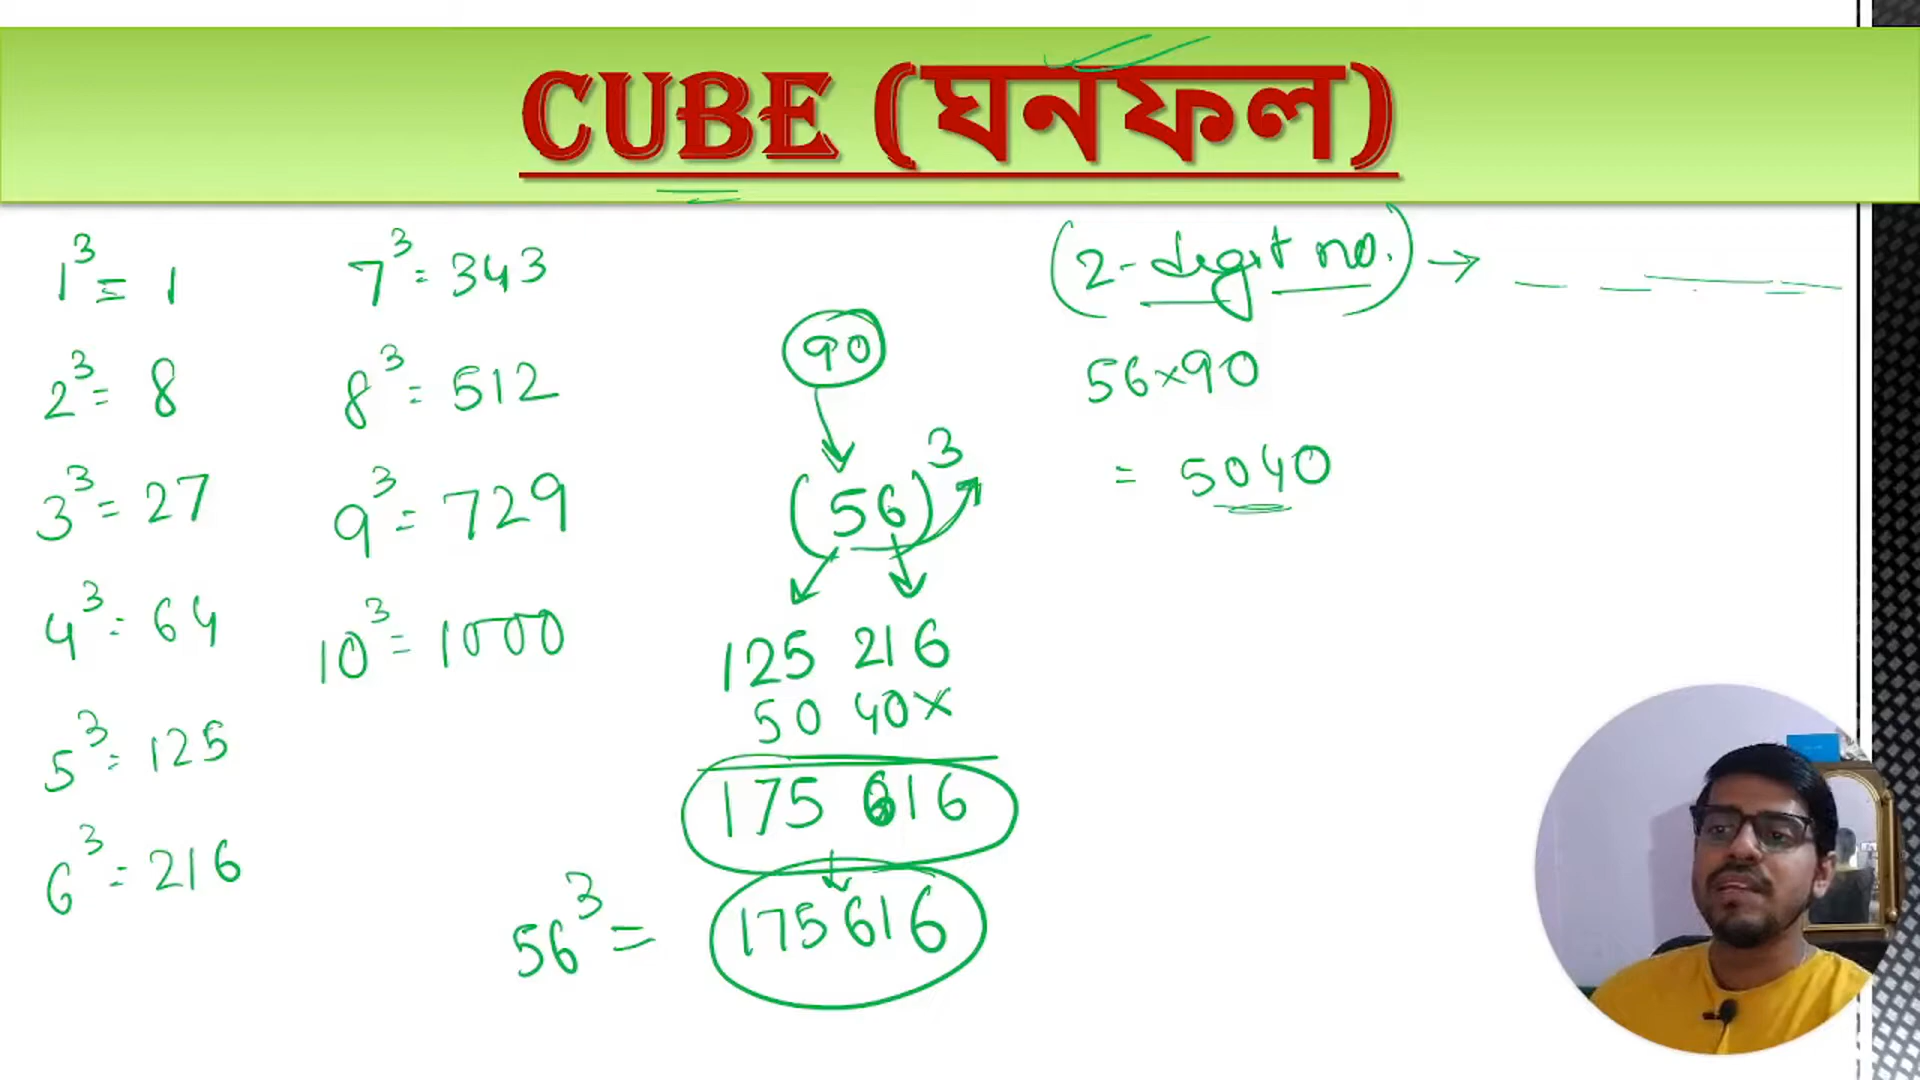 CUBE (ঘনফল)
1³ = 1
2³ = 8
3³ = 27
4³ = 64
5³ = 125
6³ = 216
7³ = 343
8³ = 512
9³ = 729
10³ = 1000
90
(56)³
125 216
50 40×
175 616
56³ = 175616
(2-digit no.) →
56×90
= 5040